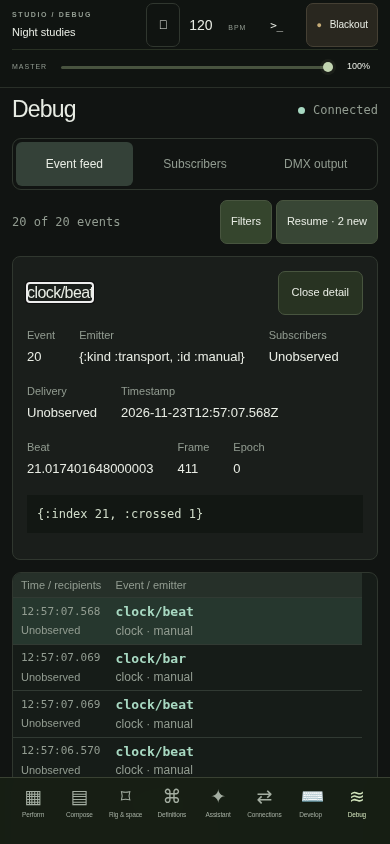 STUDIO / DEBUG
Night studies
120 BPM >_ Blackout
MASTER 100%
Debug
Connected
Event feed Subscribers DMX output
20 of 20 events
Filters Resume · 2 new
clock/beat
Close detail
Event Emitter Subscribers
20 {:kind :transport, :id :manual} Unobserved
Delivery Timestamp
Unobserved 2026-11-23T12:57:07.568Z
Beat Frame Epoch
21.017401648000003 411 0
{:index 21, :crossed 1}
Time / recipients Event / emitter
12:57:07.568 clock/beat
Unobserved clock · manual
12:57:07.069 clock/bar
Unobserved clock · manual
12:57:07.069 clock/beat
Unobserved clock · manual
12:57:06.570 clock/beat
Unobserved clock · manual
Perform Compose Rig & space Definitions Assistant Connections Develop Debug